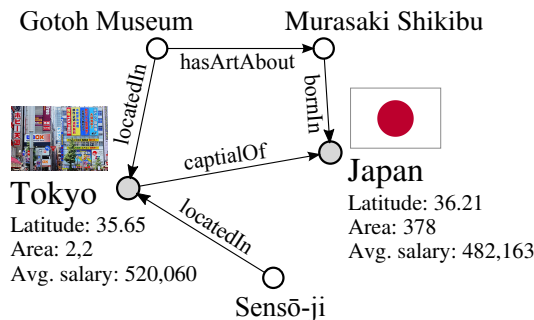 Gotoh Museum
Murasaki Shikibu
hasArtAbout
locatedIn
bornIn
captialOf
Tokyo
Latitude: 35.65
Area: 2,2
Avg. salary: 520,060
Japan
Latitude: 36.21
Area: 378
Avg. salary: 482,163
locatedIn
Sensō-ji